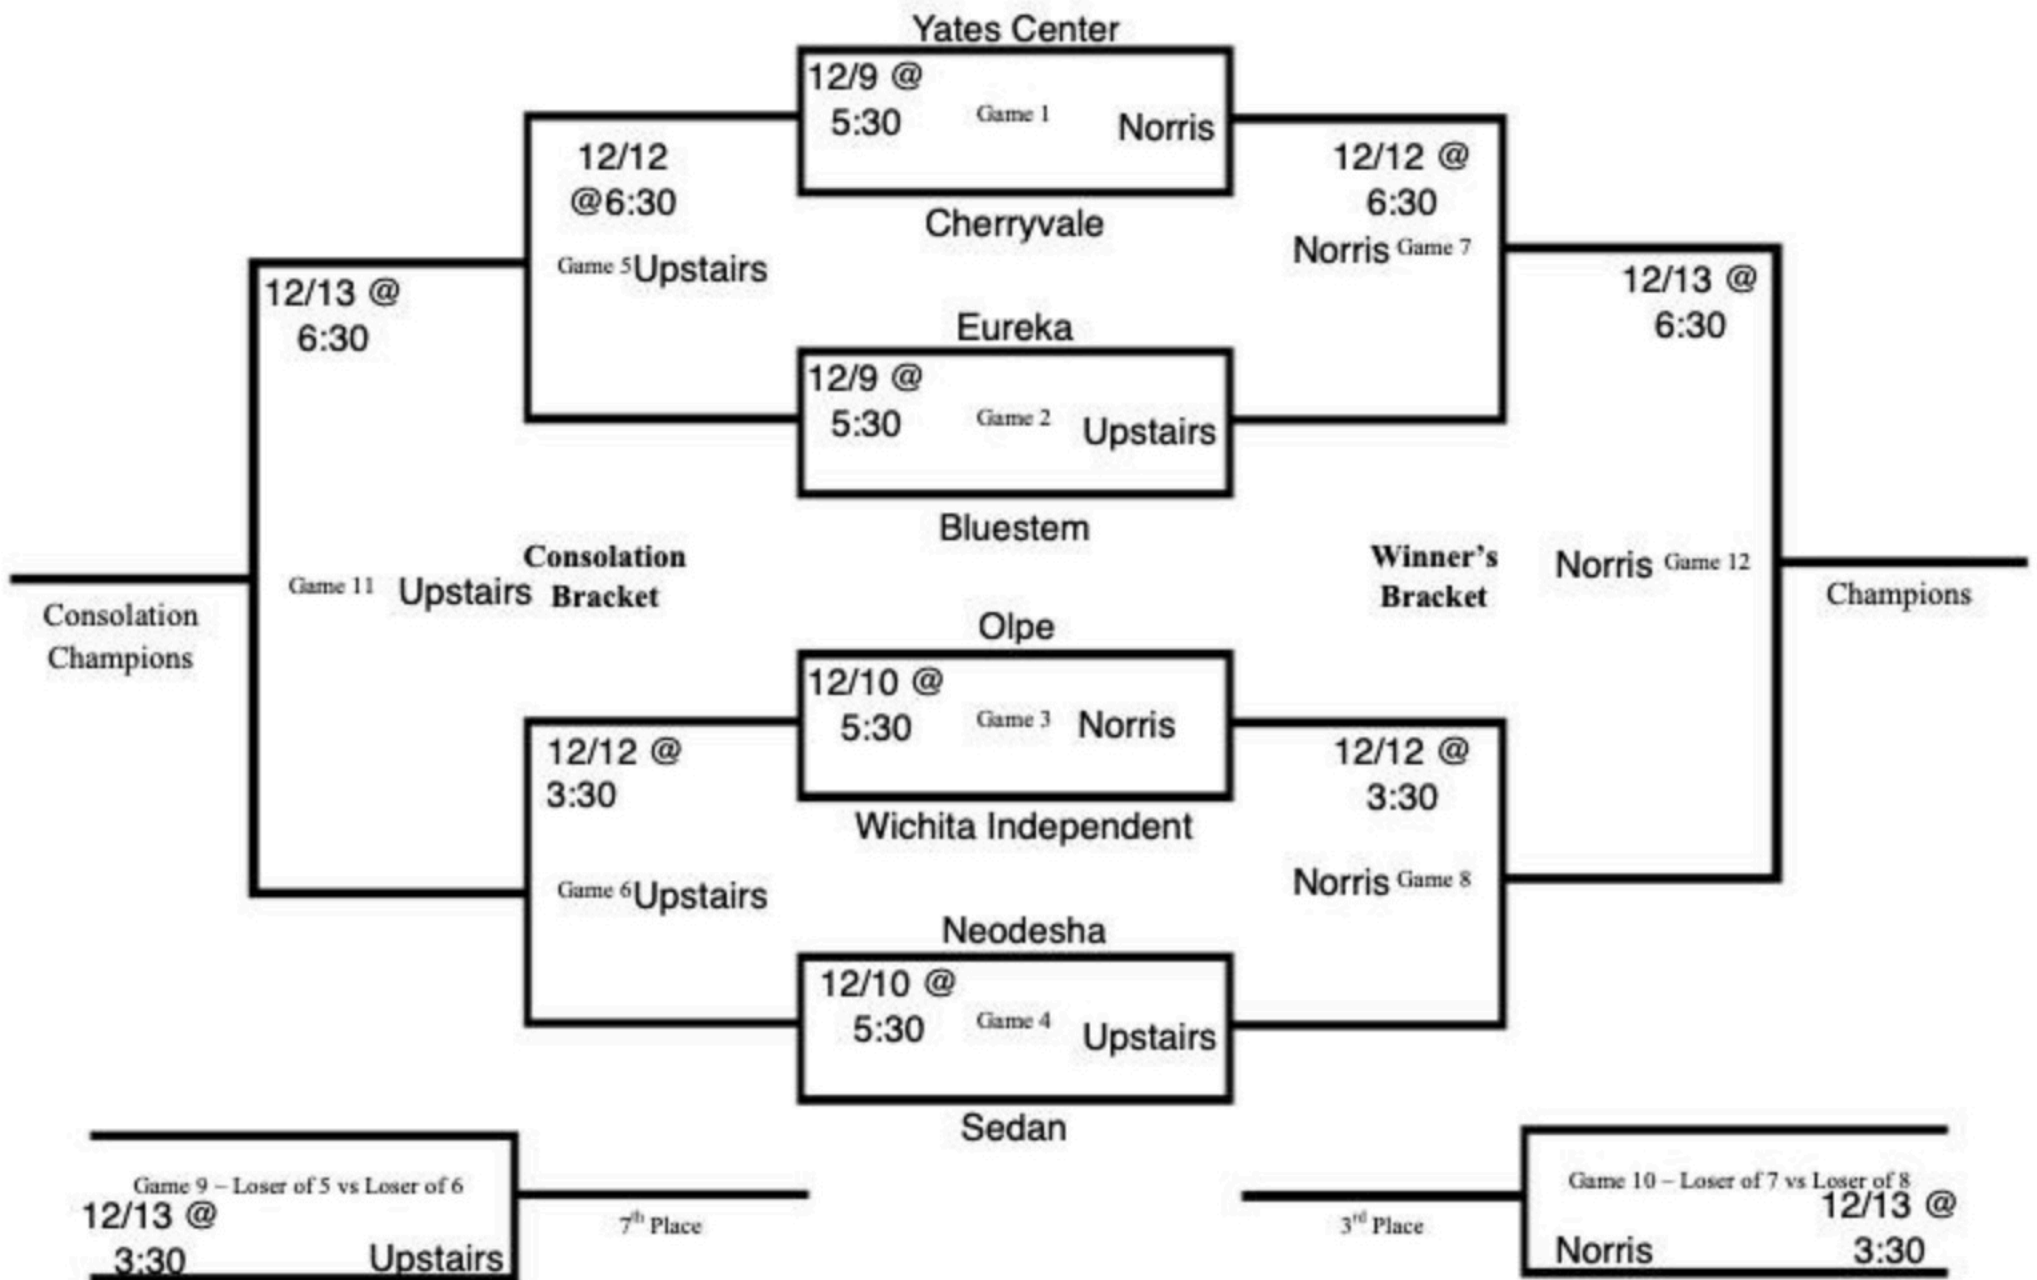 Yates Center
12/9 @
5:30
Game 1
Norris
Cherryvale
12/12
@6:30
Game 5 Upstairs
12/12 @
6:30
Norris Game 7
12/13 @
6:30
12/13 @
6:30
Eureka
12/9 @
5:30
Game 2
Upstairs
Bluestem
Consolation
Bracket
Winner's
Bracket
Game 11 Upstairs
Norris Game 12
Consolation
Champions
Champions
Olpe
12/10 @
5:30
Game 3 Norris
Wichita Independent
12/12 @
3:30
Game 6 Upstairs
12/12 @
3:30
Norris Game 8
Neodesha
12/10 @
5:30
Game 4
Upstairs
Sedan
Game 9 – Loser of 5 vs Loser of 6
12/13 @
3:30
Upstairs
7th Place
3rd Place
Game 10 – Loser of 7 vs Loser of 8
12/13 @
3:30
Norris